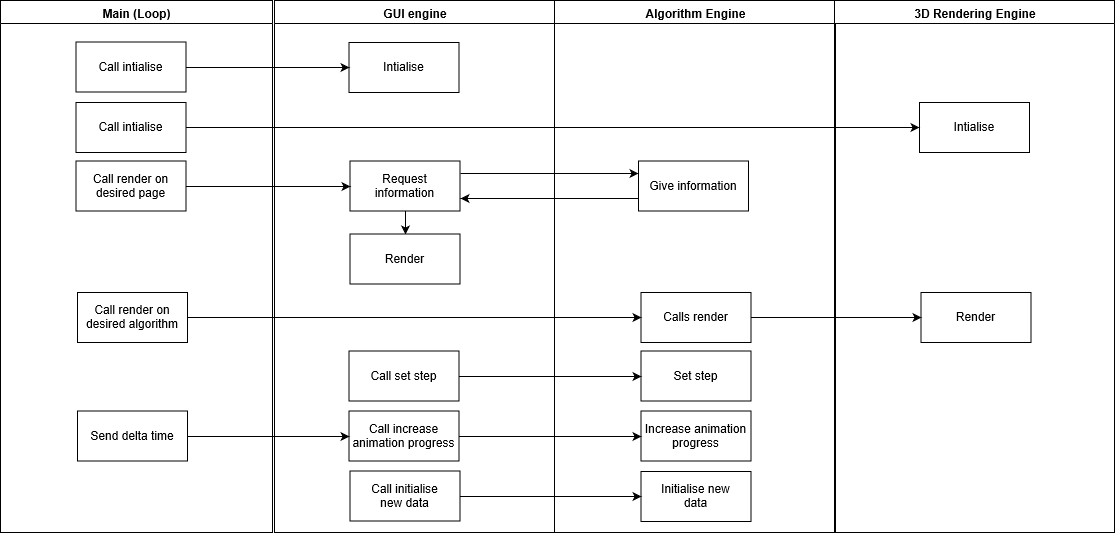 Main (Loop)
GUI engine
Algorithm Engine
3D Rendering Engine
Call intialise
Intialise
Call intialise
Intialise
Call render on
desired page
Request
information
Give information
Render
Call render on
desired algorithm
Calls render
Render
Call set step
Set step
Send delta time
Call increase
animation progress
Increase animation
progress
Call initialise
new data
Initialise new
data